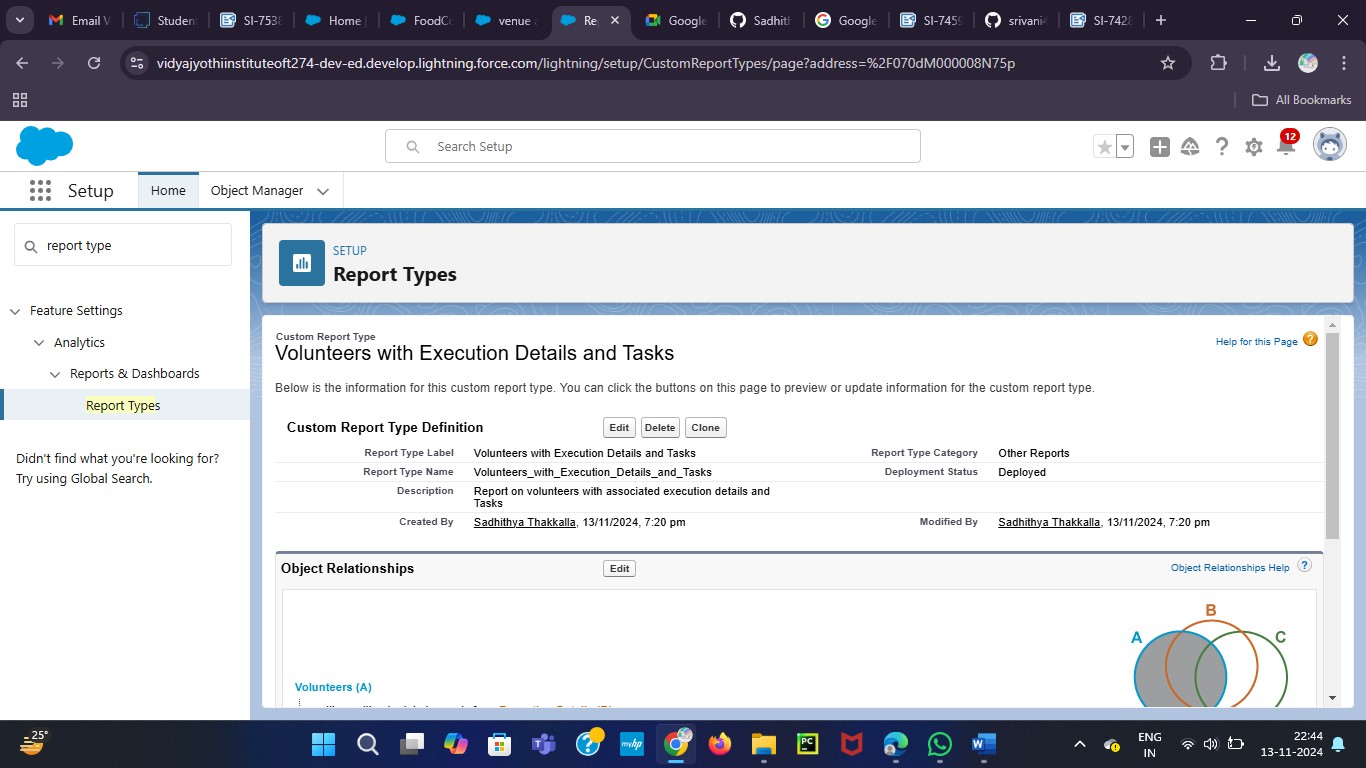 Email V
Student
SI-7538
Home |
FoodCo
venue a
Re
Google
Sadhith
Google
SI-7459
srivani4
SI-7428
vidyajyothiinstituteoft274-dev-ed.develop.lightning.force.com/lightning/setup/CustomReportTypes/page?address=%2F070dM000008N75p
All Bookmarks
Search Setup
12
Setup
Home
Object Manager
report type
SETUP
Report Types
Feature Settings
Analytics
Reports & Dashboards
Report Types
Didn't find what you're looking for?
Try using Global Search.
Custom Report Type
Volunteers with Execution Details and Tasks
Help for this Page
Below is the information for this custom report type. You can click the buttons on this page to preview or update information for the custom report type.
Custom Report Type Definition
Edit
Delete
Clone
Report Type Label Volunteers with Execution Details and Tasks
Report Type Category Other Reports
Report Type Name Volunteers_with_Execution_Details_and_Tasks
Deployment Status Deployed
Description Report on volunteers with associated execution details and
Tasks
Created By Sadhithya Thakkalla, 13/11/2024, 7:20 pm
Modified By Sadhithya Thakkalla, 13/11/2024, 7:20 pm
Object Relationships
Edit
Object Relationships Help ?
B
A
C
Volunteers (A)
25°
myhp
PC
ENG
IN
22:44
13-11-2024